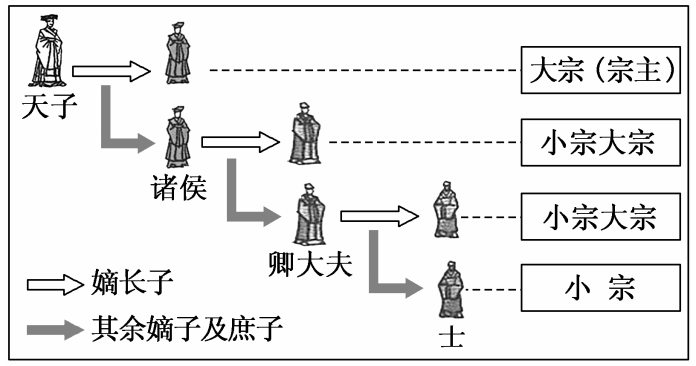 天子
大宗（宗主）
诸侯
小宗大宗
卿大夫
小宗大宗
士
小 宗
嫡长子
其余嫡子及庶子